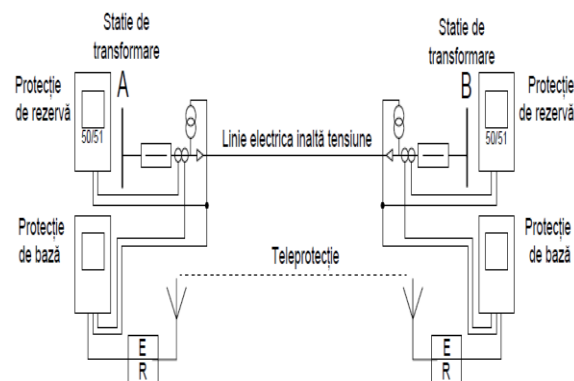 Statie de
transformare
Statie de
transformare
Protecție
de rezervă
A
B
Protecție
de rezervă
50/51
50/51
Linie electrica inaltă tensiune
Protecție
de bază
Protecție
de bază
Teleprotecție
E
R
E
R